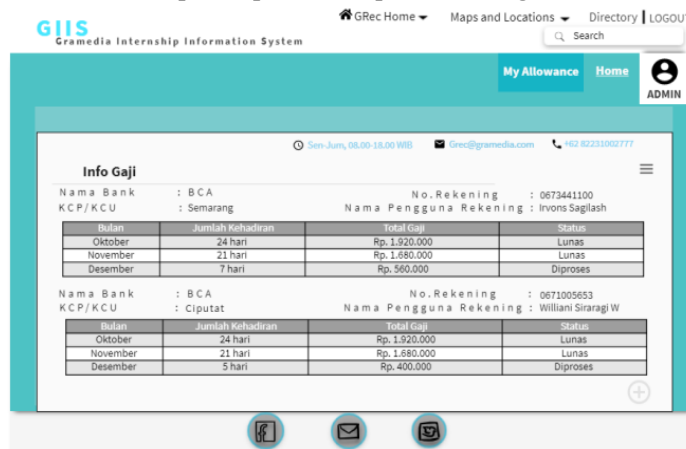 GRec Home Maps and Locations Directory LOGOU
GIIS
Gramedia Internship Information System
Search
My Allowance Home
ADMIN
Sen-Jum, 08.00-18.00 WIB Grec@gramedia.com +62 82231002777
Info Gaji
Nama Bank : BCA No.Rekening : 0673441100
KCP/KCU : Semarang Nama Pengguna Rekening : Irvons Sagilash
Bulan Jumlah Kehadiran Total Gaji Status
Oktober 24 hari Rp. 1.920.000 Lunas
November 21 hari Rp. 1.680.000 Lunas
Desember 7 hari Rp. 560.000 Diproses
Nama Bank : BCA No.Rekening : 0671005653
KCP/KCU : Ciputat Nama Pengguna Rekening : Williani Siraragi W
Bulan Jumlah Kehadiran Total Gaji Status
Oktober 24 hari Rp. 1.920.000 Lunas
November 21 hari Rp. 1.680.000 Lunas
Desember 5 hari Rp. 400.000 Diproses